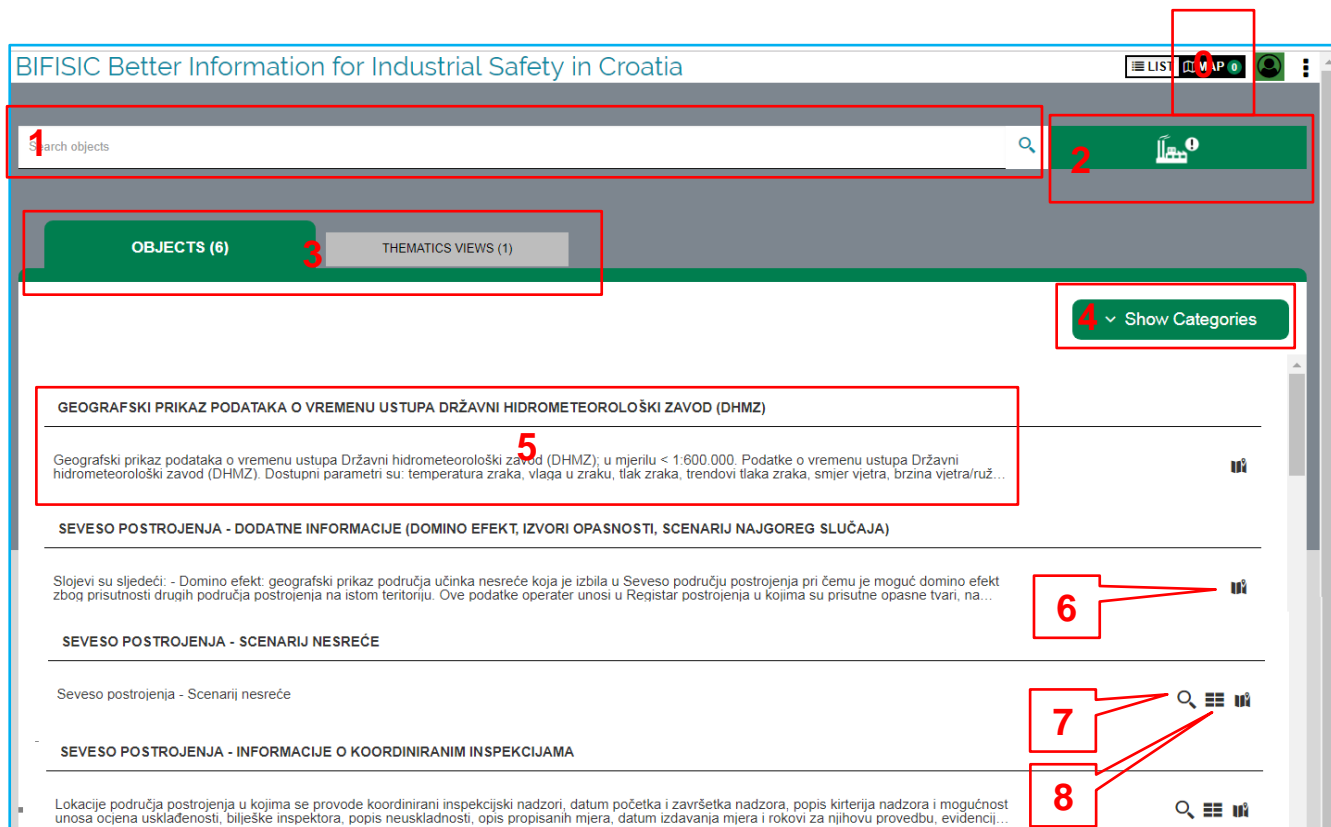 BIFISIC Better Information for Industrial Safety in Croatia
LIST MAP 0
0
1
Search objects
2
OBJECTS (6)
3
THEMATICS VIEWS (1)
4
Show Categories
GEOGRAFSKI PRIKAZ PODATAKA O VREMENU USTUPA DRŽAVNI HIDROMETEOROLOŠKI ZAVOD (DHMZ)
5
Geografski prikaz podataka o vremenu ustupa Državni hidrometeorološki zavod (DHMZ); u mjerilu < 1:600.000. Podatke o vremenu ustupa Državni
hidrometeorološki zavod (DHMZ). Dostupni parametri su: temperatura zraka, vlaga u zraku, tlak zraka, trendovi tlaka zraka, smjer vjetra, brzina vjetra/ruž...
SEVESO POSTROJENJA - DODATNE INFORMACIJE (DOMINO EFEKT, IZVORI OPASNOSTI, SCENARIJ NAJGOREG SLUČAJA)
Slojevi su sljedeći: - Domino efekt: geografski prikaz područja učinka nesreće koja je izbila u Seveso području postrojenja pri čemu je moguć domino efekt
zbog prisutnosti drugih područja postrojenja na istom teritoriju. Ove podatke operater unosi u Registar postrojenja u kojima su prisutne opasne tvari, na...
6
SEVESO POSTROJENJA - SCENARIJ NESREĆE
Seveso postrojenja - Scenarij nesreće
7
SEVESO POSTROJENJA - INFORMACIJE O KOORDINIRANIM INSPEKCIJAMA
8
Lokacije područja postrojenja u kojima se provode koordinirani inspekcijski nadzori, datum početka i završetka nadzora, popis kirterija nadzora i mogućnost
unosa ocjena usklađenosti, bilješke inspektora, popis neuskladnosti, opis propisanih mjera, datum izdavanja mjera i rokovi za njihovu provedbu, evidencij...